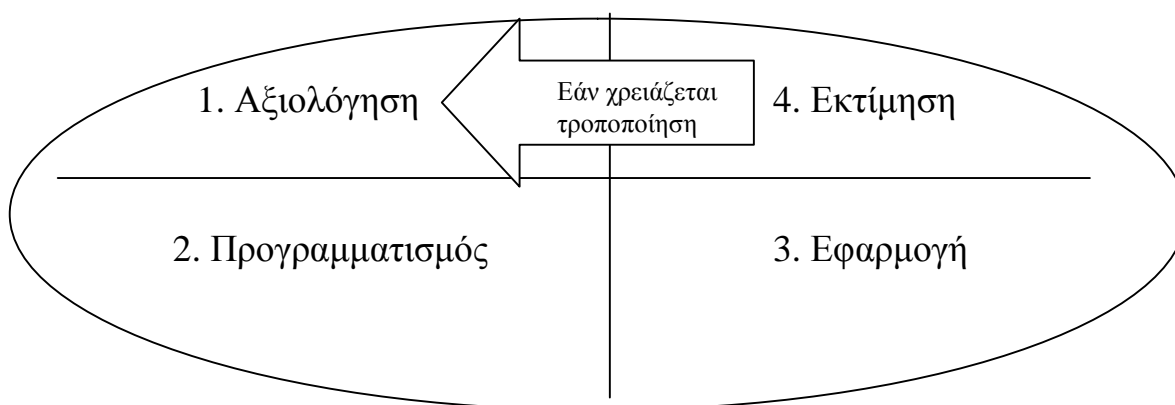 1. Αξιολόγηση
Εάν χρειάζεται
τροποποίηση
4. Εκτίμηση
2. Προγραμματισμός
3. Εφαρμογή